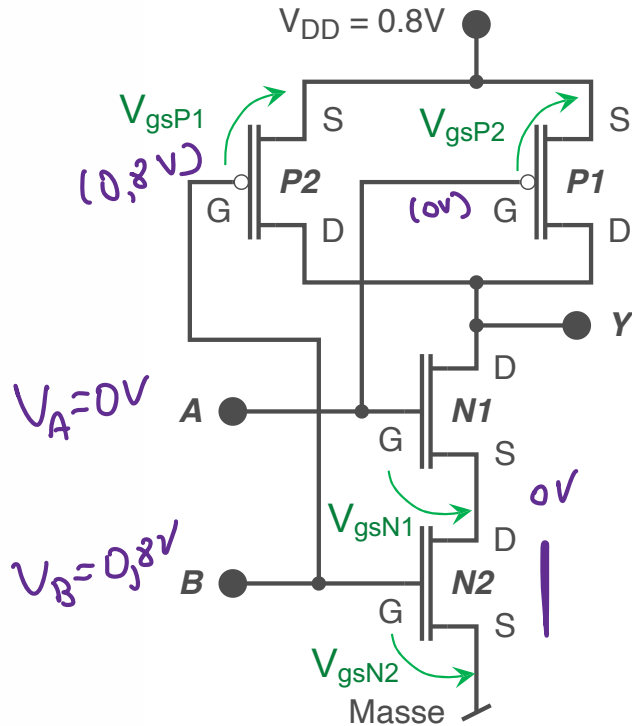 V_DD = 0.8V
V_gsP1
S
V_gsP2
S
(0,8V)
P2
P1
G
(0V)
G
D
D
Y
D
V_A=0V
A
N1
G
S
0V
V_gsN1
D
V_B=0,8V
B
N2
G
S
V_gsN2
Masse